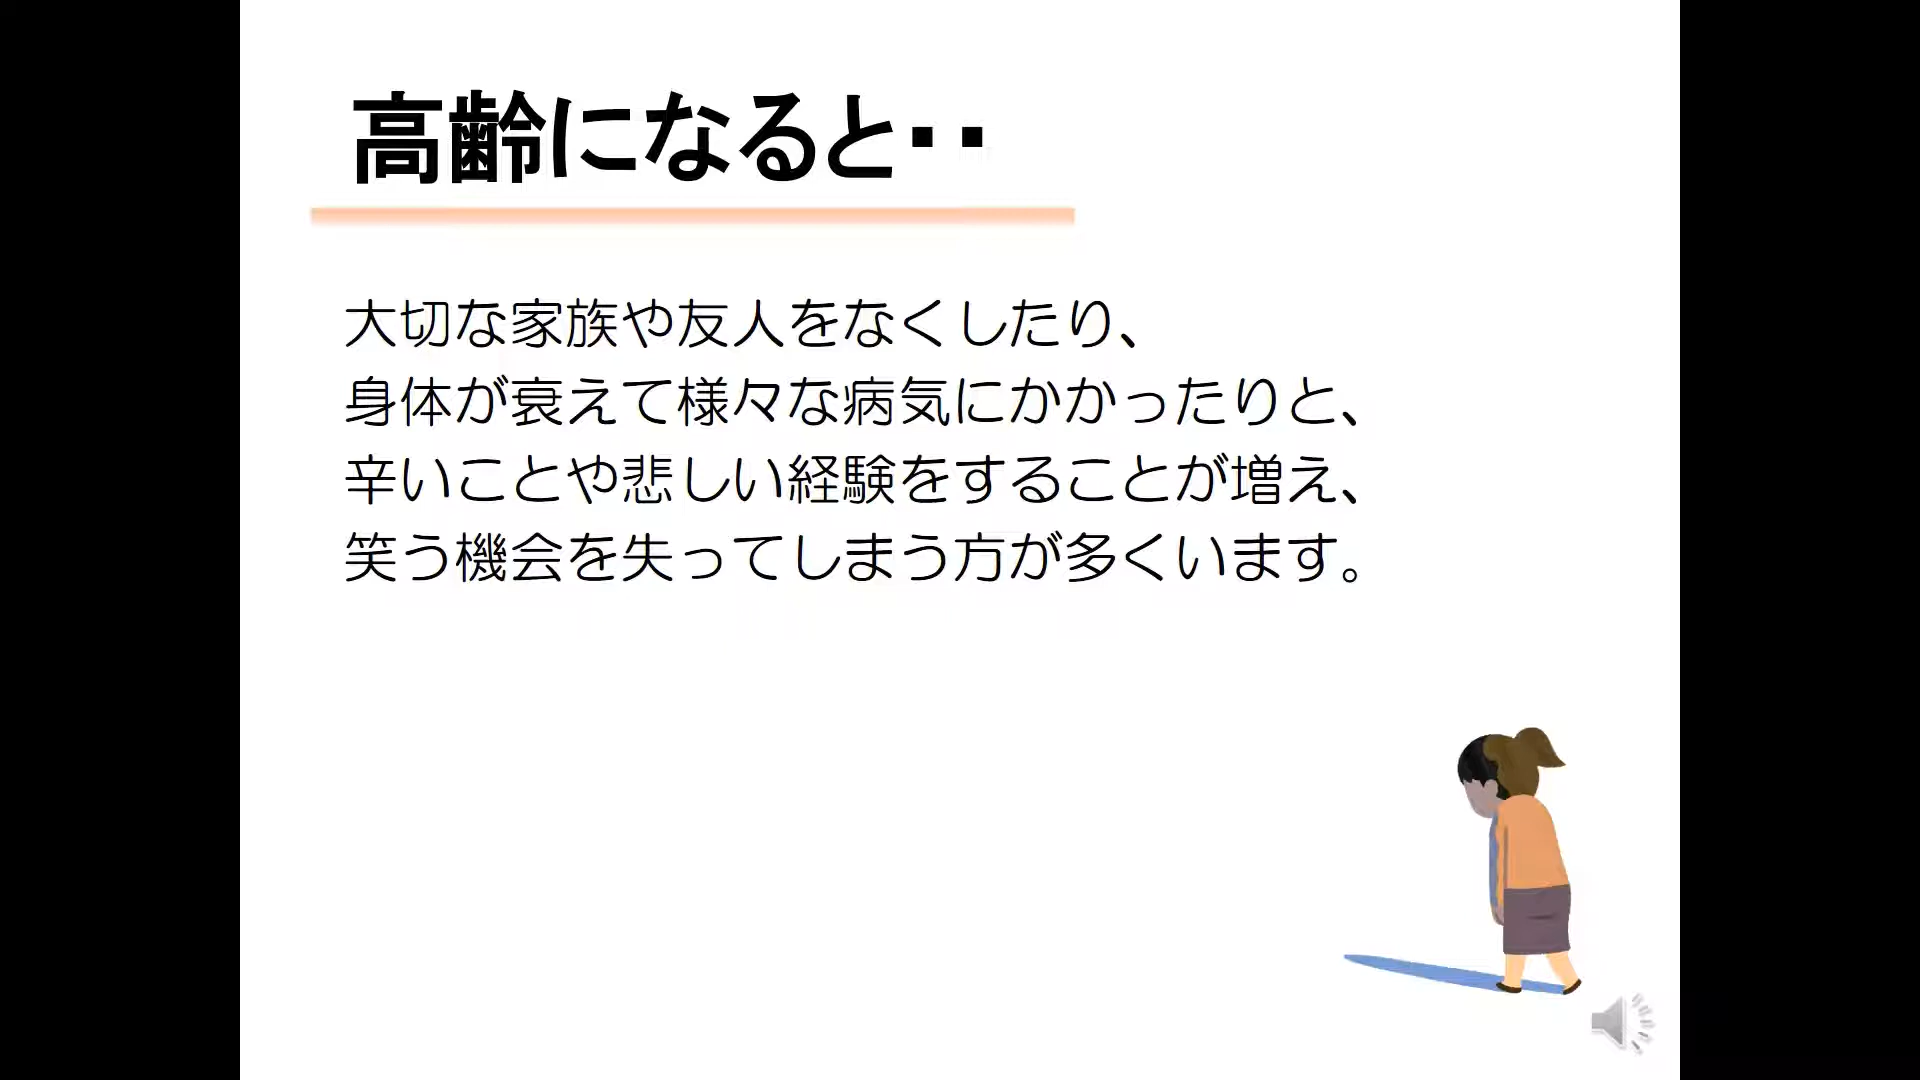 高齢になると・・
大切な家族や友人をなくしたり、
身体が衰えて様々な病気にかかったりと、
辛いことや悲しい経験をすることが増え、
笑う機会を失ってしまう方が多くいます。